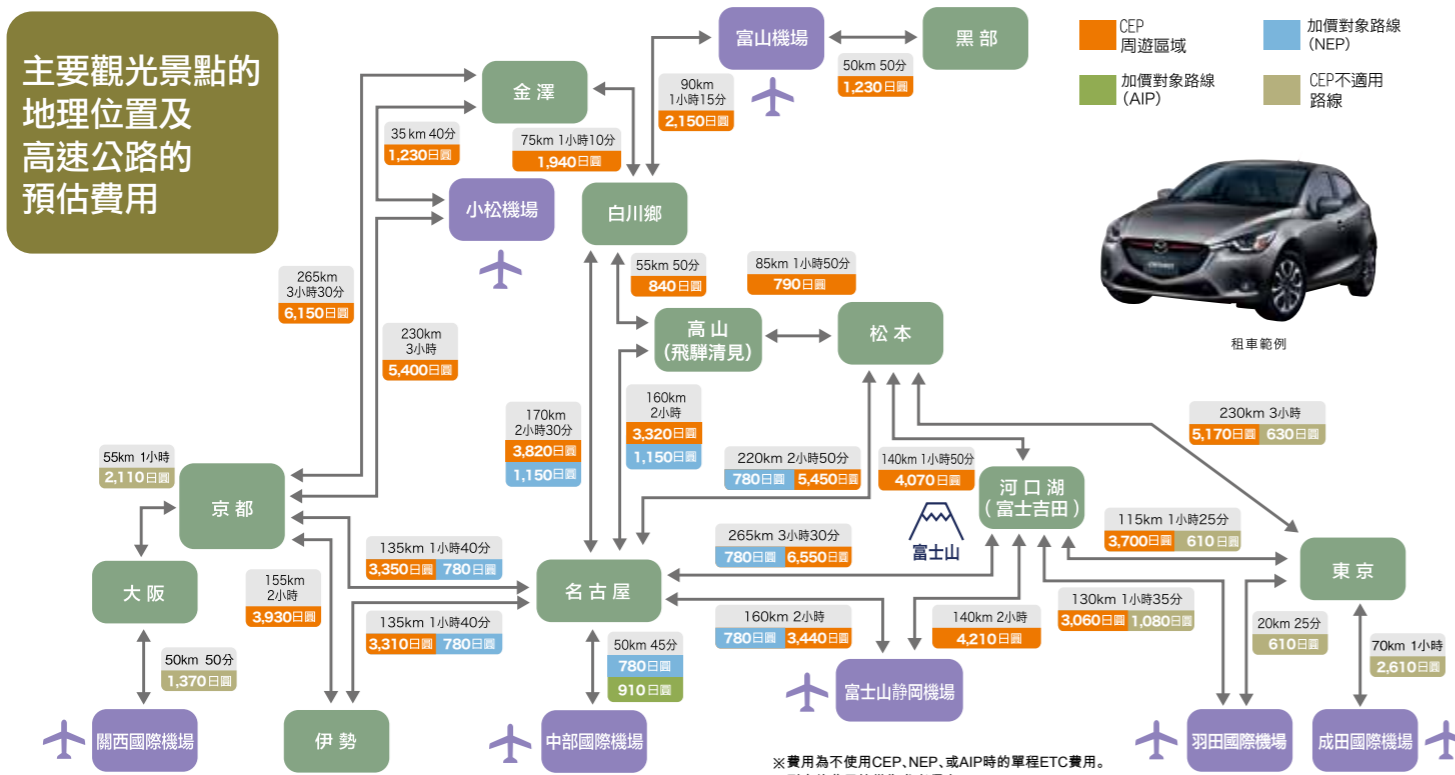 主要觀光景點的
地理位置及
高速公路的
預估費用
CEP
周遊區域
加價對象路線
(NEP)
加價對象路線
(AIP)
CEP不適用
路線
租車範例
富山機場
黑部
50km 50分
1,230日圓
金澤
90km
1小時15分
2,150日圓
35km 40分
1,230日圓
75km 1小時10分
1,940日圓
小松機場
白川鄉
265km
3小時30分
6,150日圓
230km
3小時
5,400日圓
55km 50分
840日圓
85km 1小時50分
790日圓
高山
(飛驒清見)
松本
170km
2小時30分
3,820日圓
1,150日圓
160km
2小時
3,320日圓
1,150日圓
220km 2小時50分
780日圓 5,450日圓
140km 1小時50分
4,070日圓
230km 3小時
5,170日圓 630日圓
55km 1小時
2,110日圓
京都
河口湖
(富士吉田)
富士山
115km 1小時25分
3,700日圓 610日圓
大阪
155km
2小時
3,930日圓
135km 1小時40分
3,350日圓 780日圓
135km 1小時40分
3,310日圓 780日圓
名古屋
265km 3小時30分
780日圓 6,550日圓
160km 2小時
780日圓 3,440日圓
140km 2小時
4,210日圓
130km 1小時35分
3,060日圓 1,080日圓
東京
20km 25分
610日圓
70km 1小時
2,610日圓
50km 50分
1,370日圓
50km 45分
780日圓
910日圓
關西國際機場
伊勢
中部國際機場
富士山靜岡機場
羽田國際機場
成田國際機場
※費用為不使用CEP、NEP、或AIP時的單程ETC費用。